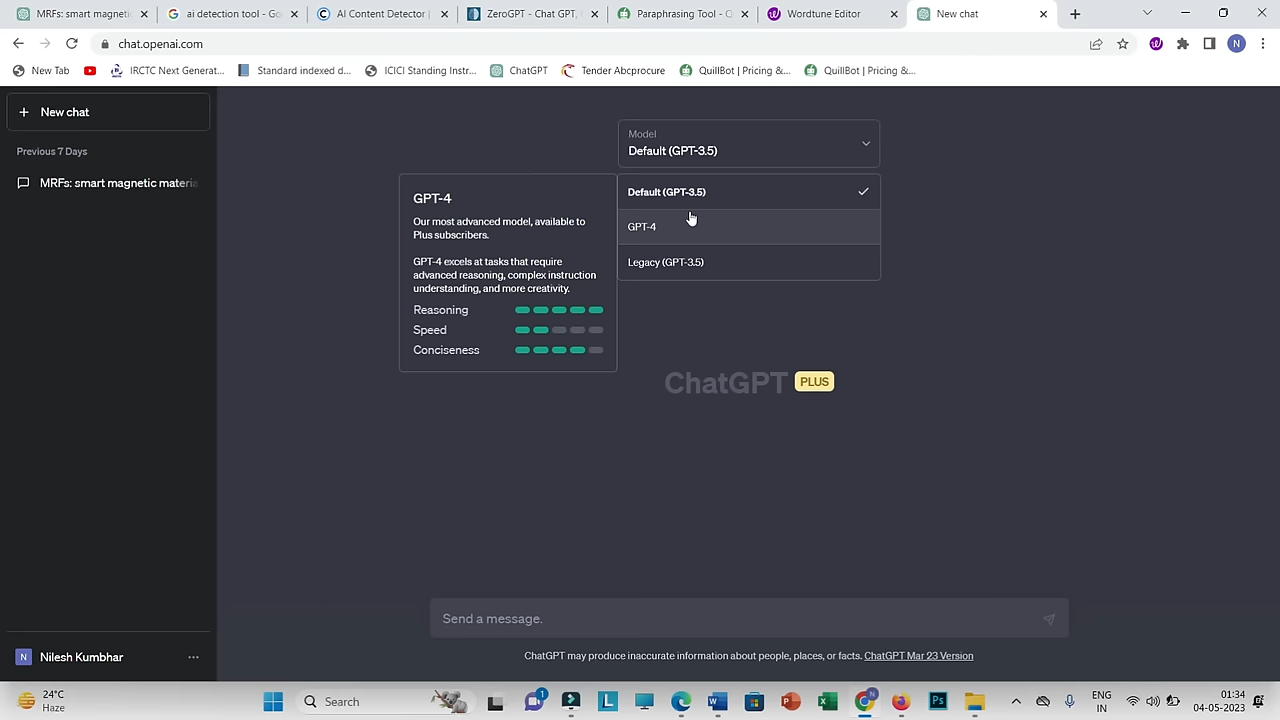 MRFs: smart magnet
ai detection tool - Go
AI Content Detector |
ZeroGPT - Chat GPT,
Paraphrasing Tool - Q
Wordtune Editor
New chat
chat.openai.com
N
New Tab
IRCTC Next Generat...
Standard indexed d...
ICICI Standing Instr...
ChatGPT
Tender Abcprocure
QuillBot | Pricing &...
QuillBot | Pricing &...
New chat
Previous 7 Days
MRFs: smart magnetic materia
Model
Default (GPT-3.5)
Default (GPT-3.5)
GPT-4
Legacy (GPT-3.5)
GPT-4
Our most advanced model, available to
Plus subscribers.
GPT-4 excels at tasks that require
advanced reasoning, complex instruction
understanding, and more creativity.
Reasoning
Speed
Conciseness
ChatGPT PLUS
Send a message.
ChatGPT may produce inaccurate information about people, places, or facts. ChatGPT Mar 23 Version
N Nilesh Kumbhar
24°C
Haze
Search
1
L
W
P
X
N
Ps
ENG
IN
01:34
04-05-2023